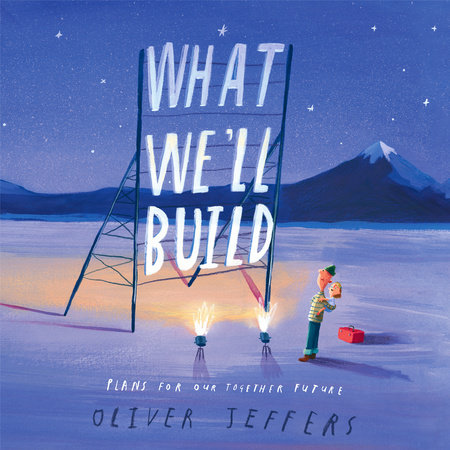 WHAT
WE'LL
BUILD
PLANS FOR OUR TOGETHER FUTURE
OLIVER JEFFERS